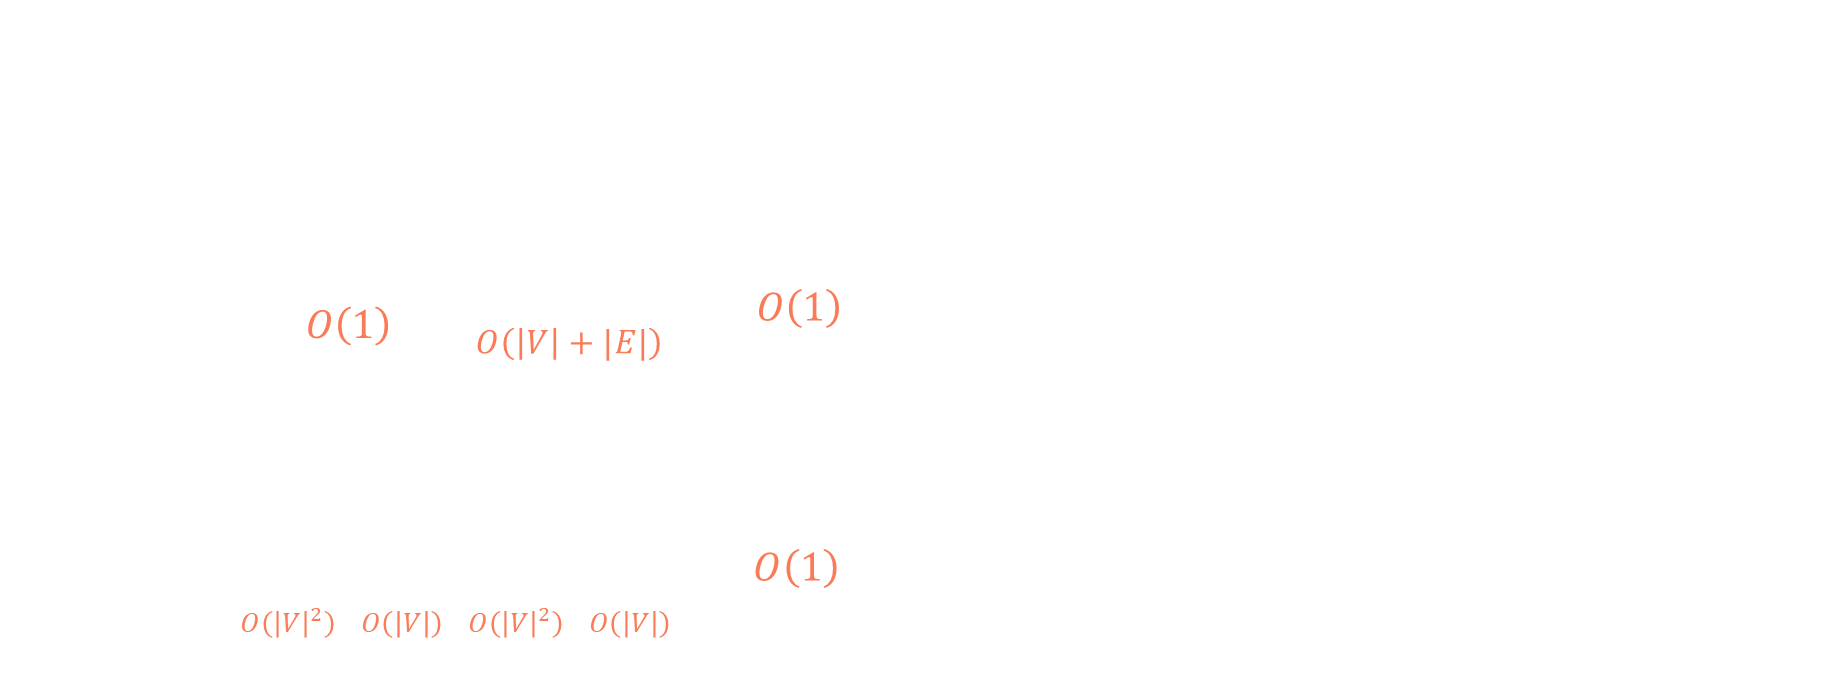 O(1)
O(1)
O(|V| + |E|)
O(1)
O(|V|²) O(|V|) O(|V|²) O(|V|)